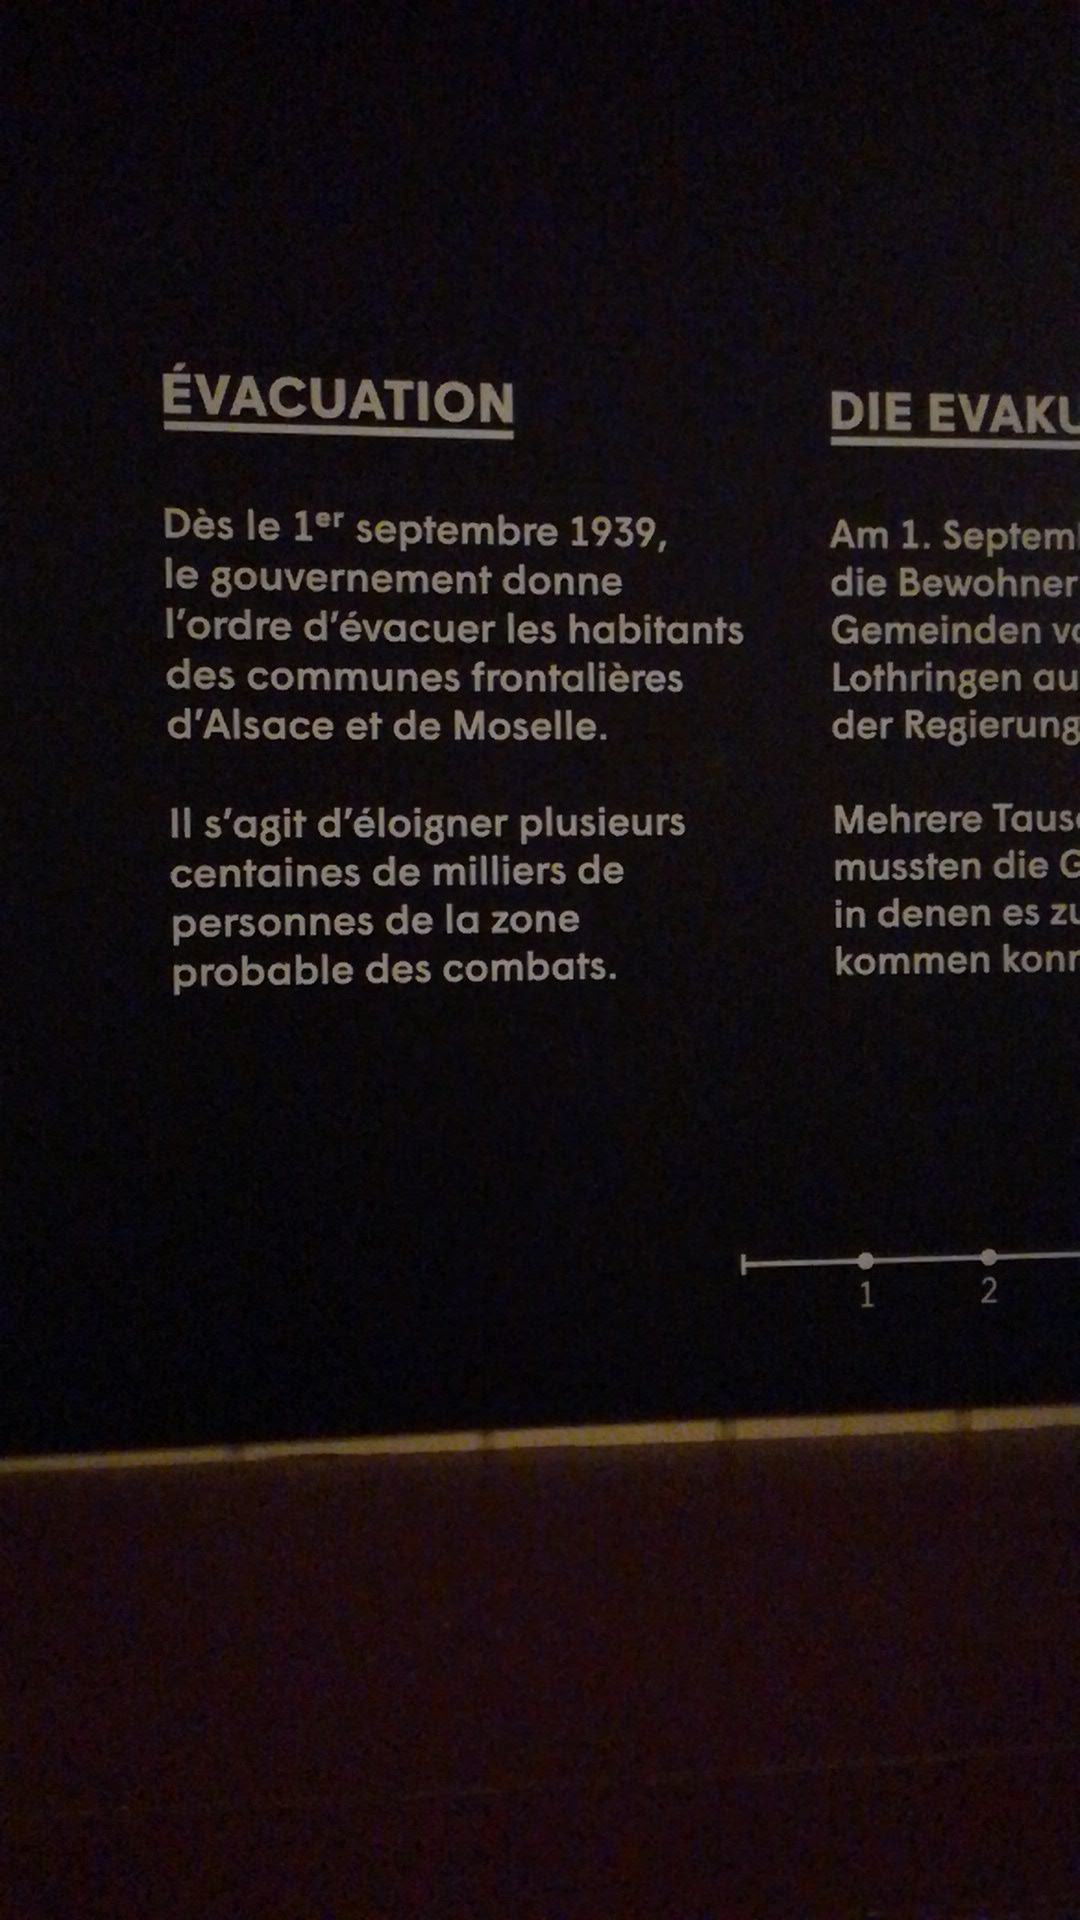 ÉVACUATION
Dès le 1er septembre 1939,
le gouvernement donne
l'ordre d'évacuer les habitants
des communes frontalières
d'Alsace et de Moselle.
Il s'agit d'éloigner plusieurs
centaines de milliers de
personnes de la zone
probable des combats.
DIE EVAKU
Am 1. Septem
die Bewohner
Gemeinden vo
Lothringen au
der Regierung
Mehrere Taus
mussten die G
in denen es zu
kommen konn
1 2